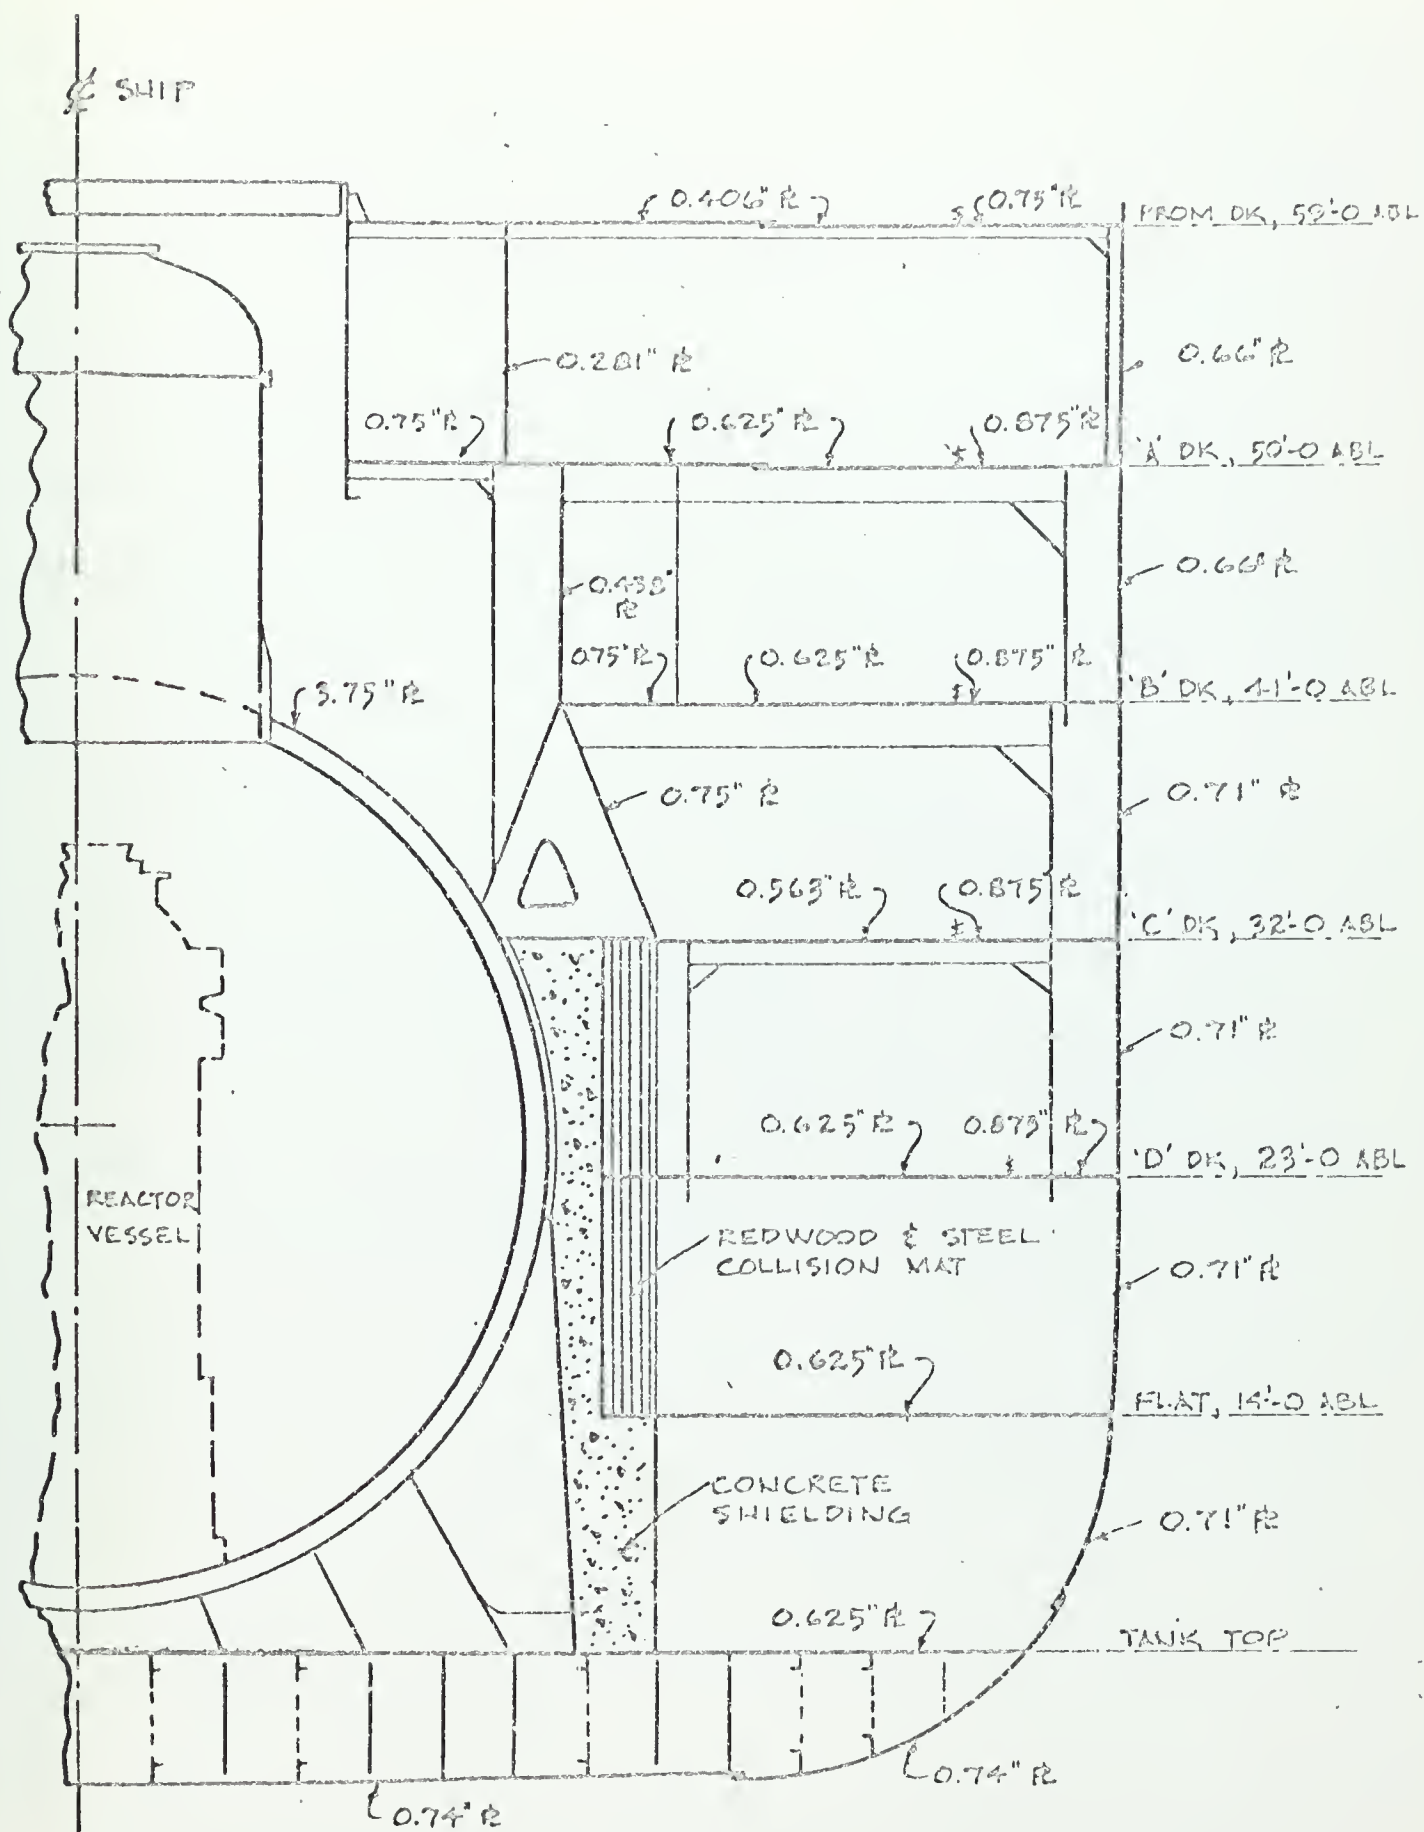 ℄ SHIP
0.406" ℞ 0.75" ℞
PROM DK, 59'-0 ABL
0.281" ℞ 0.66" ℞
0.75" ℞ 0.625" ℞ 0.875" ℞
'A' DK, 50'-0 ABL
0.66" ℞
0.438"
℞
0.75" ℞ 0.625" ℞ 0.875" ℞
'B' DK, 41'-0 ABL
3.75" ℞
0.75" ℞ 0.71" ℞
0.563" ℞ 0.875" ℞
'C' DK, 32'-0 ABL
0.71" ℞
0.625" ℞ 0.875" ℞
'D' DK, 23'-0 ABL
REACTOR
VESSEL
REDWOOD & STEEL
COLLISION MAT
0.71" ℞
0.625" ℞
FLAT, 14'-0 ABL
CONCRETE
SHIELDING
0.71" ℞
0.625" ℞
TANK TOP
0.74" ℞
0.74" ℞